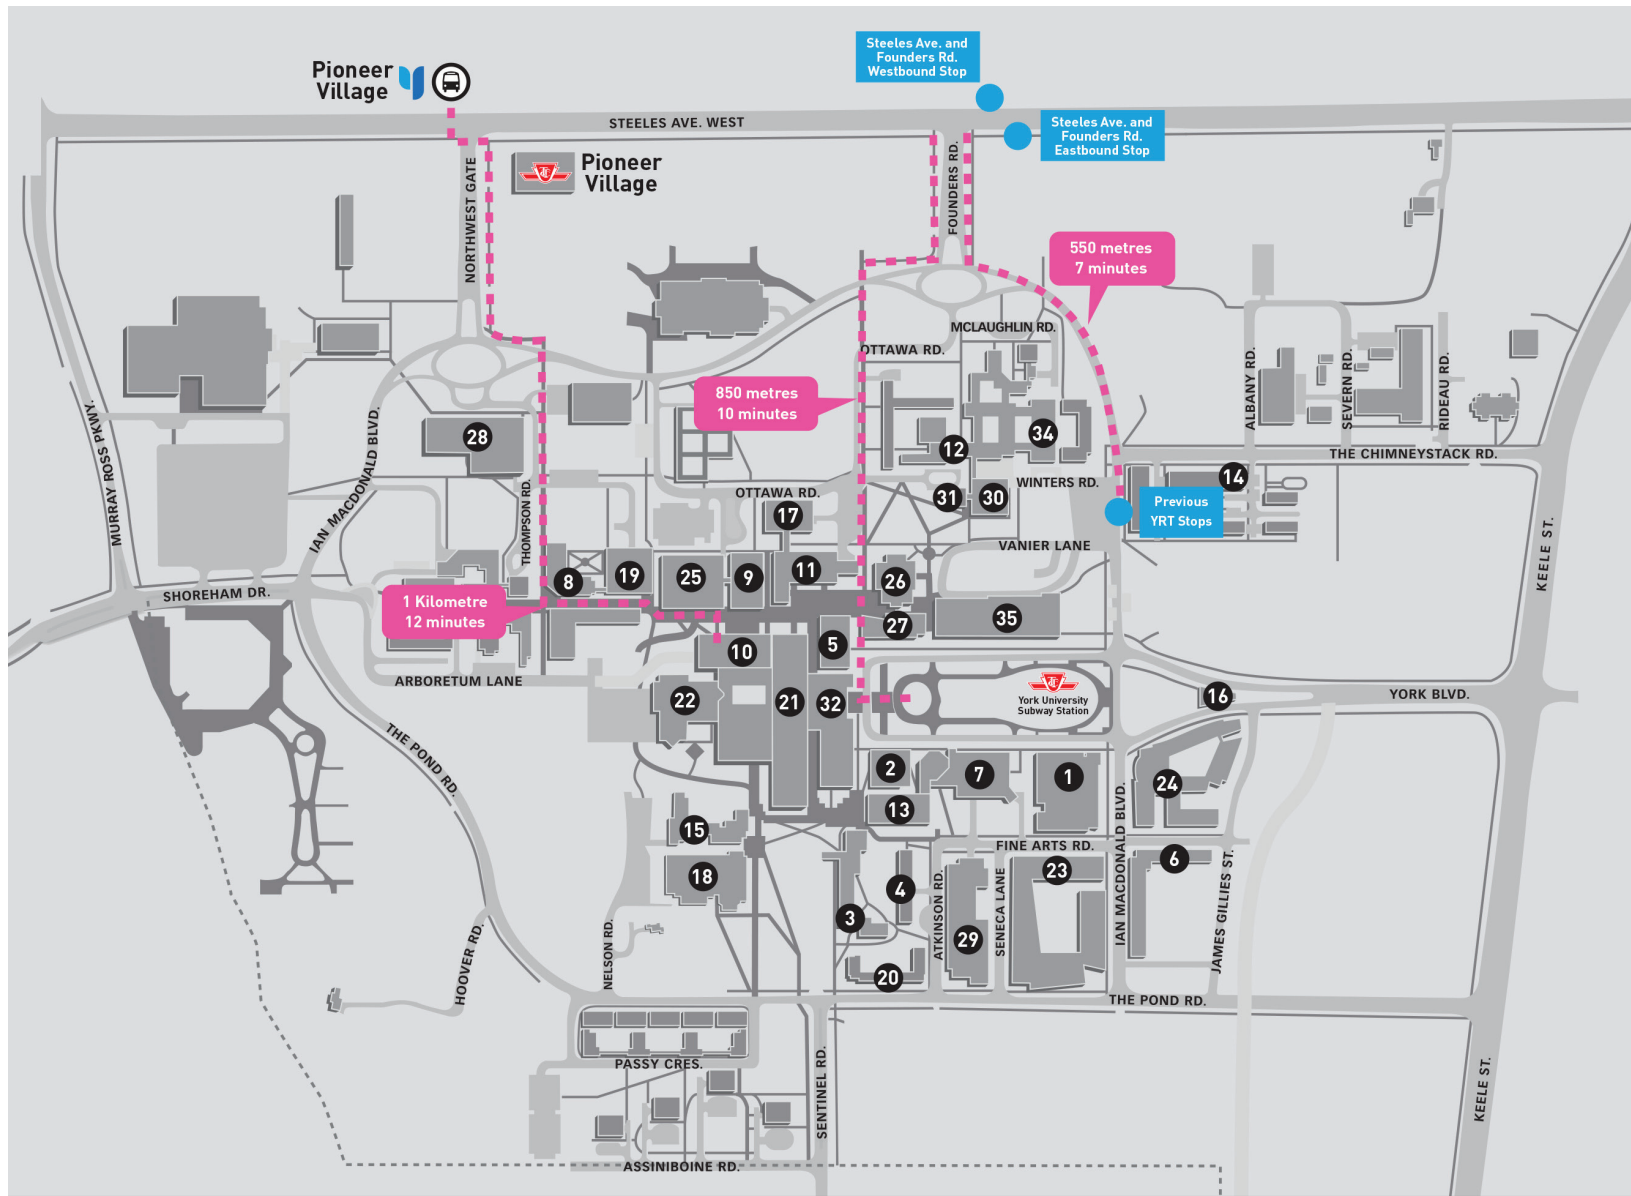 Pioneer
Village
Steeles Ave. and
Founders Rd.
Westbound Stop
STEELES AVE. WEST
Steeles Ave. and
Founders Rd.
Eastbound Stop
TTC
Pioneer
Village
NORTHWEST GATE
FOUNDERS RD.
550 metres
7 minutes
MCLAUGHLIN RD.
OTTAWA RD.
ALBANY RD.
SEVERN RD.
RIDEAU RD.
850 metres
10 minutes
MURRAY ROSS PKWY.
IAN MACDONALD BLVD.
28
34
12
THE CHIMNEYSTACK RD.
14
WINTERS RD.
THOMPSON RD.
OTTAWA RD.
31
30
Previous
YRT Stops
17
VANIER LANE
KEELE ST.
8
19
25
9
11
26
SHOREHAM DR.
1 Kilometre
12 minutes
35
27
10
5
ARBORETUM LANE
22
21
32
TTC
York University
Subway Station
16
YORK BLVD.
THE POND RD.
2
7
1
24
13
IAN MACDONALD BLVD.
15
FINE ARTS RD.
6
18
4
23
JAMES GILLIES ST.
3
ATKINSON RD.
29
SENECA LANE
NELSON RD.
HOOVER RD.
20
THE POND RD.
PASSY CRES.
SENTINEL RD.
KEELE ST.
ASSINIBOINE RD.